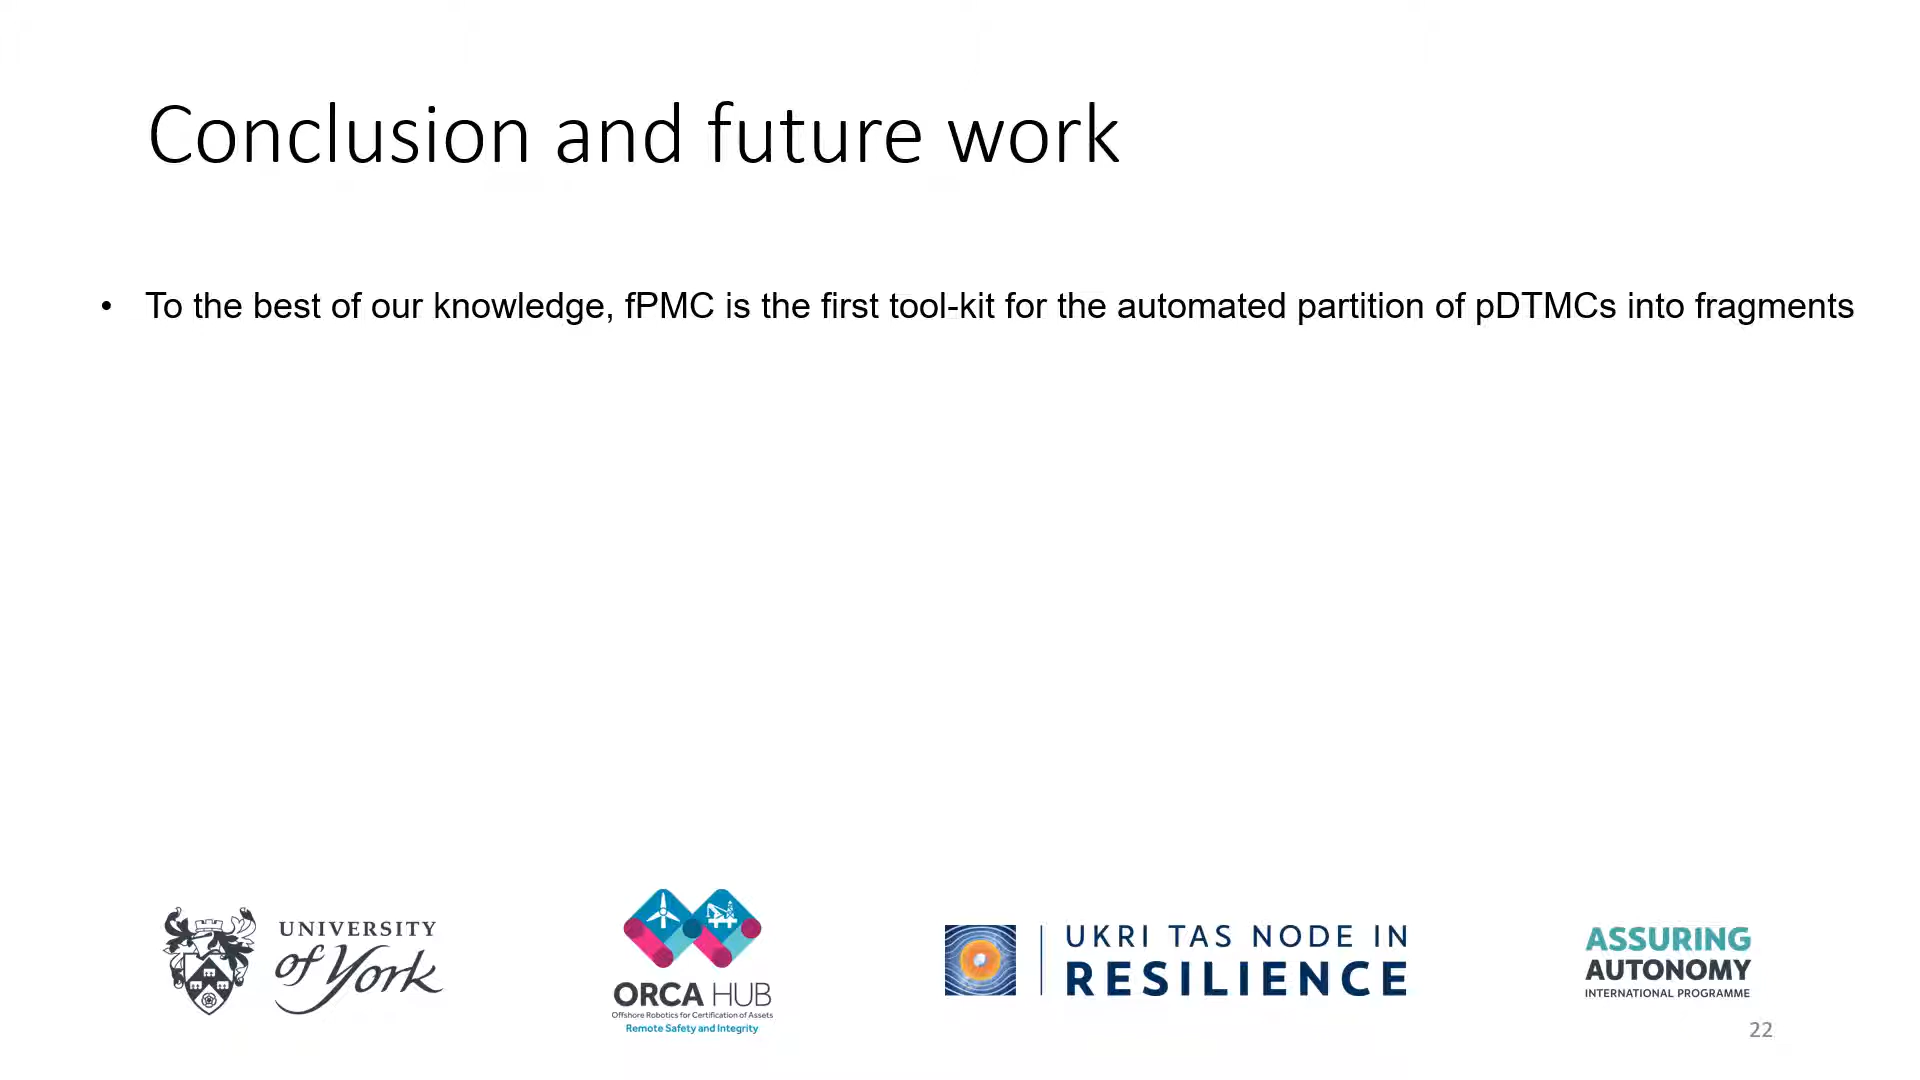 Conclusion and future work
• To the best of our knowledge, fPMC is the first tool-kit for the automated partition of pDTMCs into fragments
UNIVERSITY
of York
ORCA HUB
Offshore Robotics for Certification of Assets
Remote Safety and Integrity
UKRI TAS NODE IN
RESILIENCE
ASSURING
AUTONOMY
INTERNATIONAL PROGRAMME
22